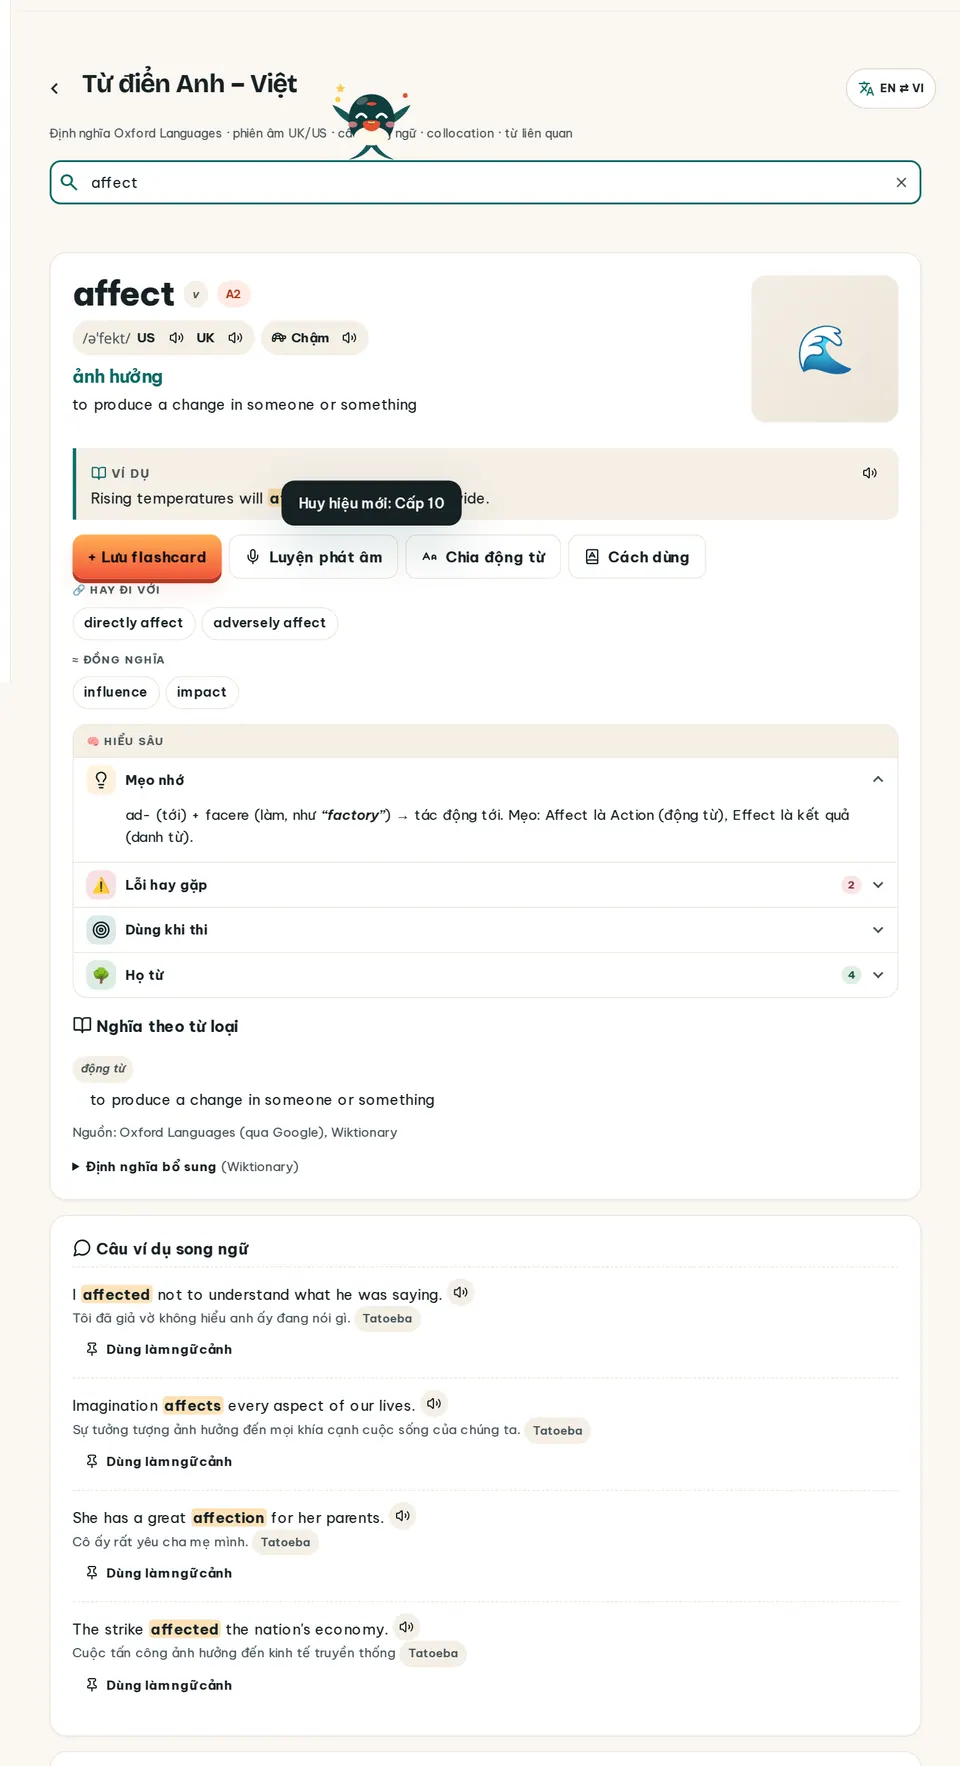 Từ điển Anh – Việt
EN ⇄ VI
Định nghĩa Oxford Languages · phiên âm UK/US · ngữ · collocation · từ liên quan
affect
affect v A2
/ə'fekt/ US UK Chậm
ảnh hưởng
to produce a change in someone or something
VÍ DỤ
Rising temperatures will
Huy hiệu mới: Cấp 10
+ Lưu flashcard
Luyện phát âm
Chia động từ
Cách dùng
HAY ĐI VỚI
directly affect
adversely affect
≈ ĐỒNG NGHĨA
influence
impact
HIỂU SÂU
Mẹo nhớ
ad- (tới) + facere (làm, như “factory”) → tác động tới. Mẹo: Affect là Action (động từ), Effect là kết quả
(danh từ).
Lỗi hay gặp 2
Dùng khi thi
Họ từ 4
Nghĩa theo từ loại
động từ
to produce a change in someone or something
Nguồn: Oxford Languages (qua Google), Wiktionary
Định nghĩa bổ sung (Wiktionary)
Câu ví dụ song ngữ
I affected not to understand what he was saying.
Tôi đã giả vờ không hiểu anh ấy đang nói gì. Tatoeba
Dùng làm ngữ cảnh
Imagination affects every aspect of our lives.
Sự tưởng tượng ảnh hưởng đến mọi khía cạnh cuộc sống của chúng ta. Tatoeba
Dùng làm ngữ cảnh
She has a great affection for her parents.
Cô ấy rất yêu cha mẹ mình. Tatoeba
Dùng làm ngữ cảnh
The strike affected the nation's economy.
Cuộc tấn công ảnh hưởng đến kinh tế truyền thống Tatoeba
Dùng làm ngữ cảnh